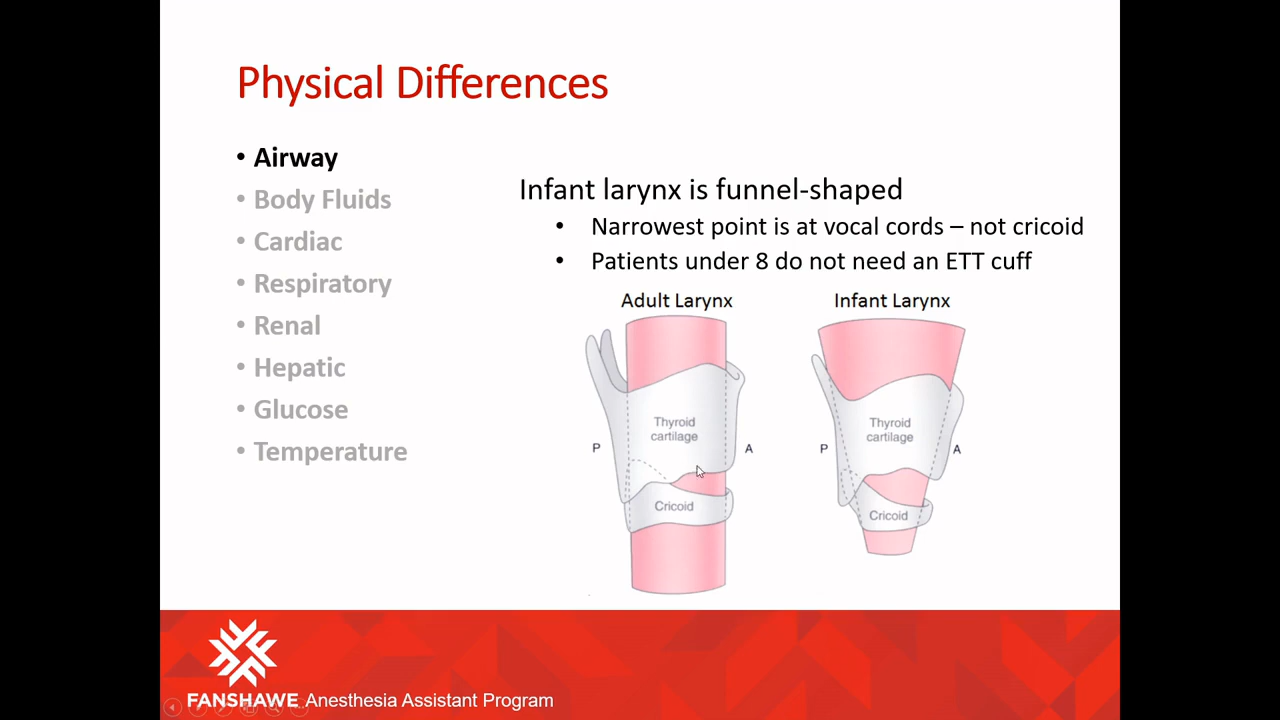 Physical Differences
• Airway
• Body Fluids
• Cardiac
• Respiratory
• Renal
• Hepatic
• Glucose
• Temperature
Infant larynx is funnel-shaped
• Narrowest point is at vocal cords – not cricoid
• Patients under 8 do not need an ETT cuff
Adult Larynx
Thyroid
cartilage
P
A
Cricoid
Infant Larynx
Thyroid
cartilage
P
A
Cricoid
FANSHAWE Anesthesia Assistant Program